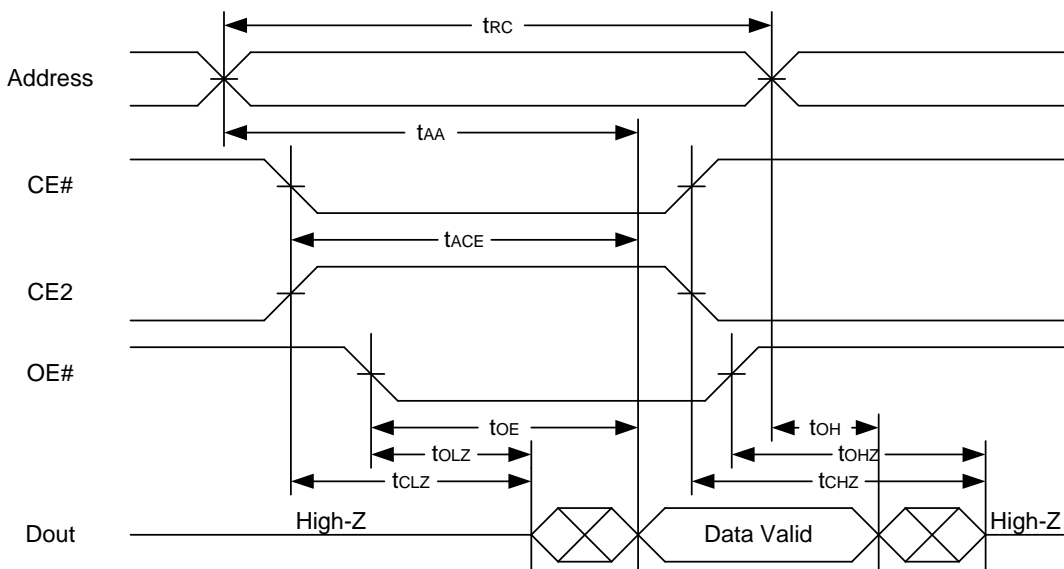 tRC
Address
tAA
CE#
tACE
CE2
OE#
tOE
tOH
tOLZ
tOHZ
tCLZ
tCHZ
High-Z
High-Z
Dout
Data Valid